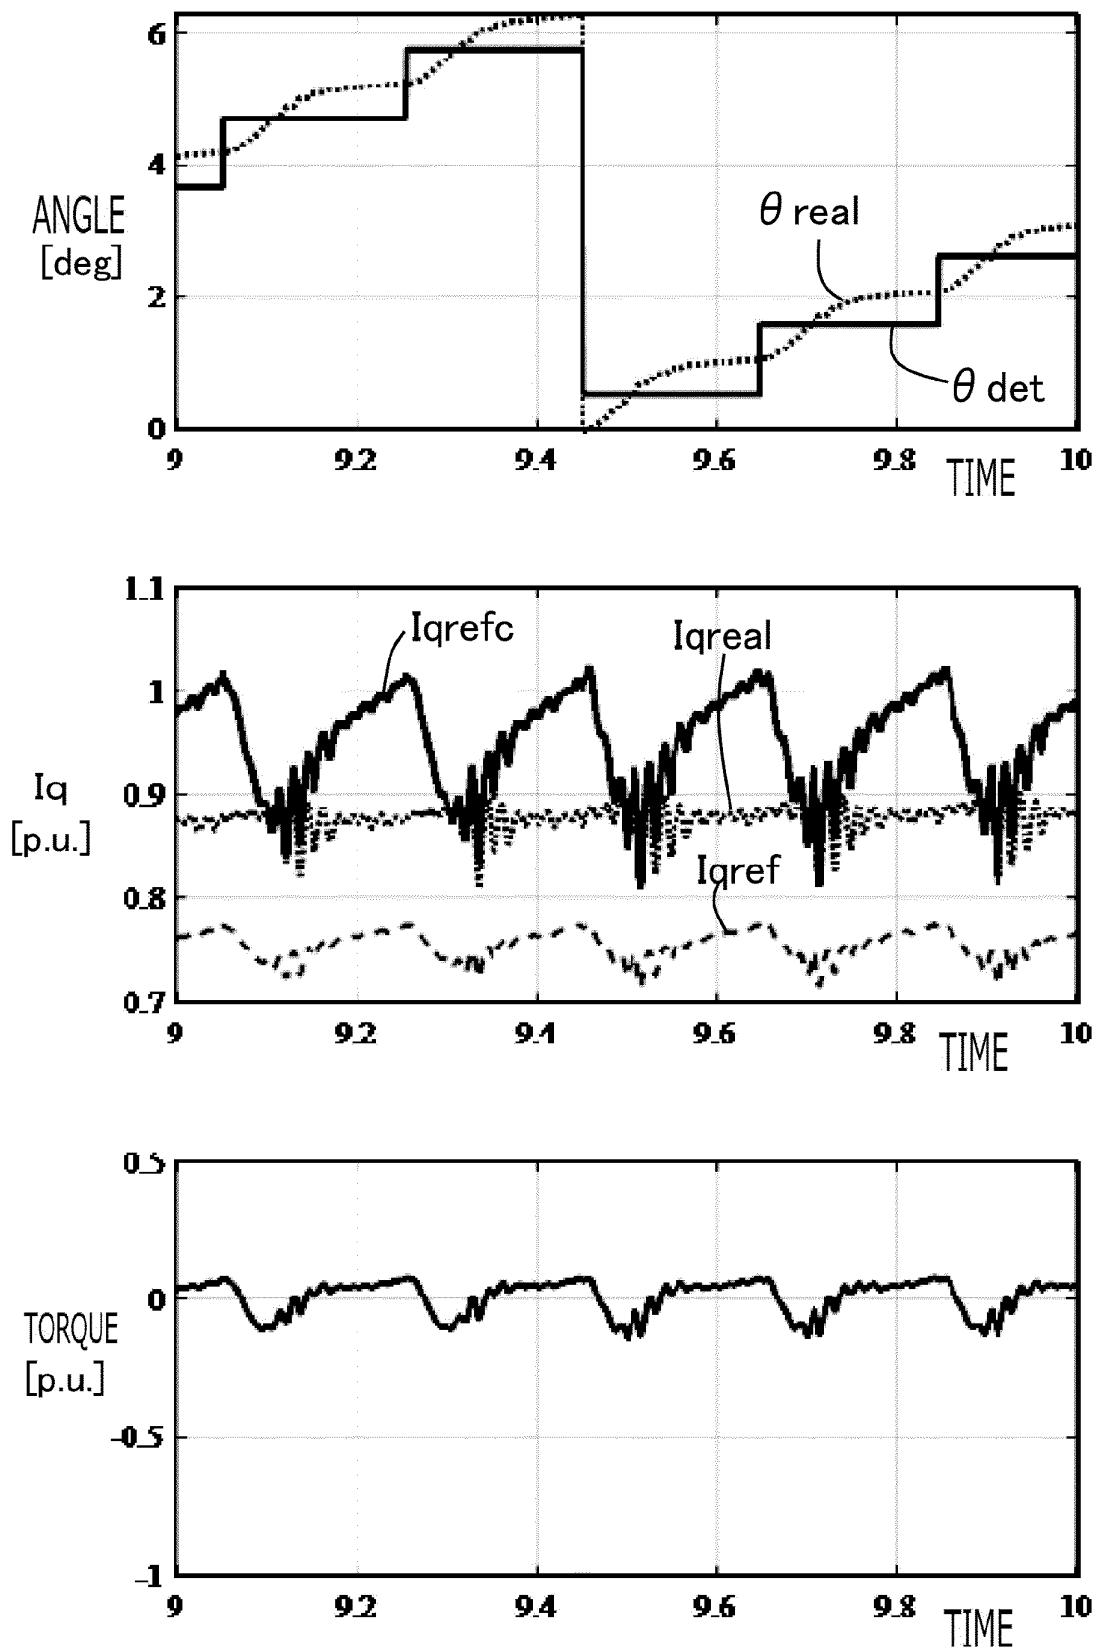 6
4
2
0
ANGLE
[deg]
θ real
θ det
9 9.2 9.4 9.6 9.8 10
TIME
1.1
1
0.9
0.8
0.7
Iq
[p.u.]
Iqrefc
Iqreal
Iqref
9 9.2 9.4 9.6 9.8 10
TIME
0.5
0
-0.5
-1
TORQUE
[p.u.]
9 9.2 9.4 9.6 9.8 10
TIME